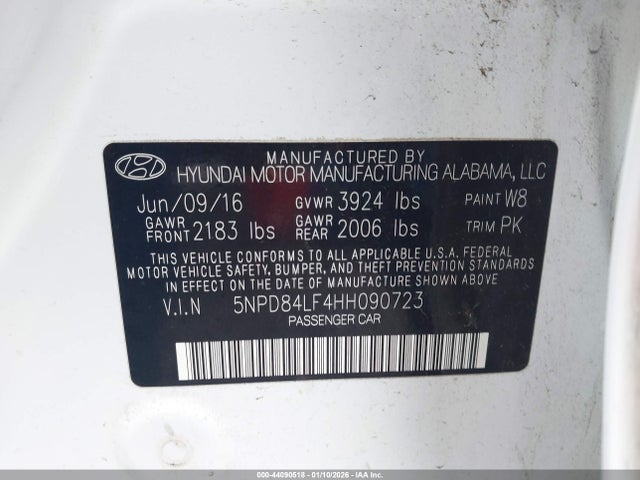 MANUFACTURED BY
HYUNDAI MOTOR MANUFACTURING ALABAMA, LLC
Jun/09/16 GVWR 3924 lbs PAINT W8
GAWR FRONT 2183 lbs GAWR REAR 2006 lbs TRIM PK
THIS VEHICLE CONFORMS TO ALL APPLICABLE U.S.A. FEDERAL
MOTOR VEHICLE SAFETY, BUMPER, AND THEFT PREVENTION STANDARDS
IN EFFECT ON THE DATE OF MANUFACTURE SHOWN ABOVE
V.I.N 5NPD84LF4HH090723
PASSENGER CAR
000-44090518 - 01/10/2026 - IAA Holdings, LLC.